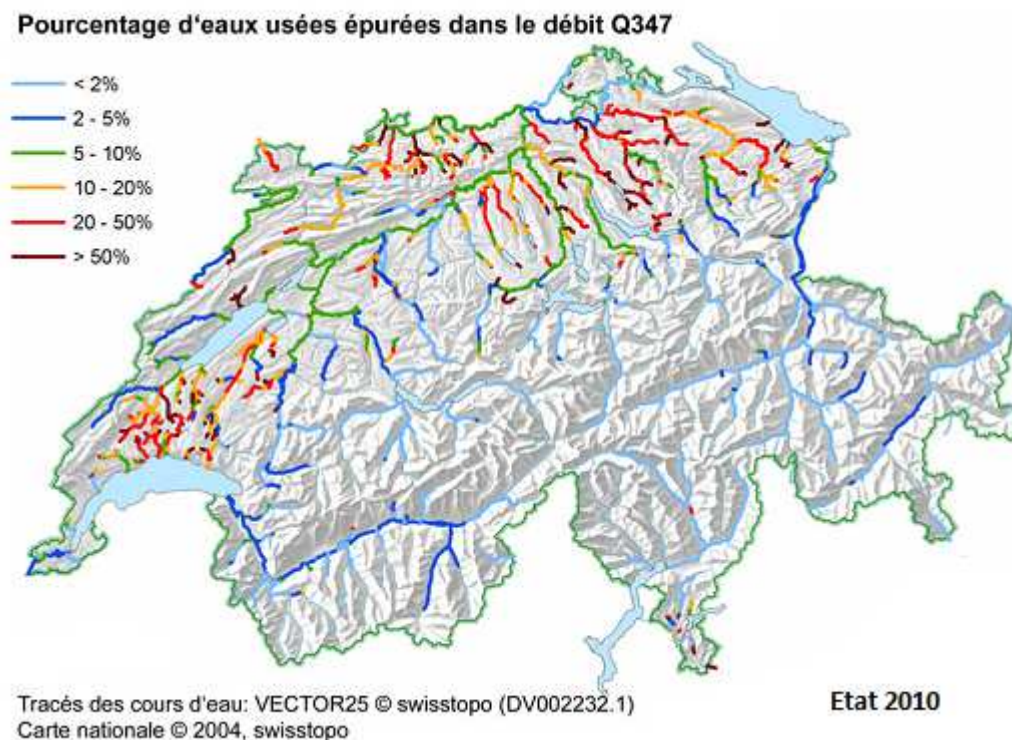 Pourcentage d'eaux usées épurées dans le débit Q347
< 2%
2 - 5%
5 - 10%
10 - 20%
20 - 50%
> 50%
Tracés des cours d'eau: VECTOR25 © swisstopo (DV002232.1)
Carte nationale © 2004, swisstopo
Etat 2010